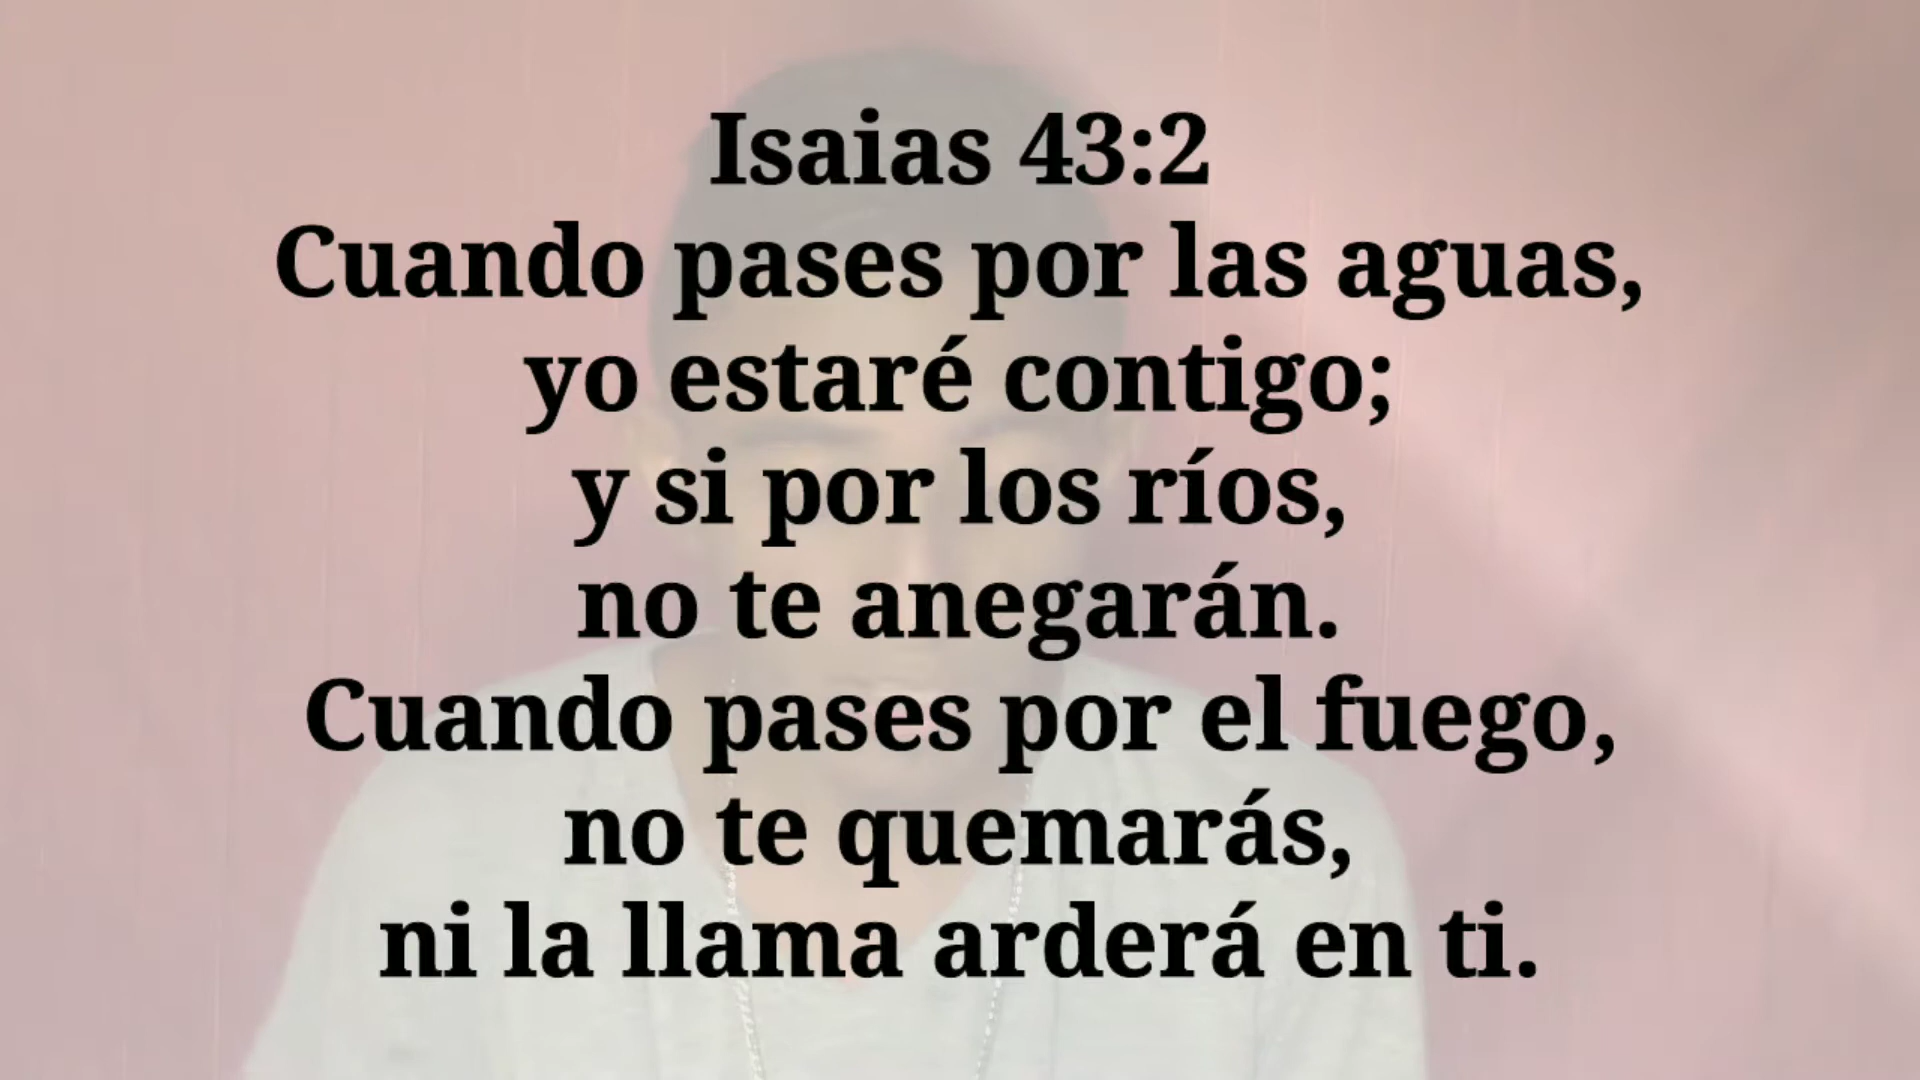 Isaias 43:2
Cuando pases por las aguas,
yo estaré contigo;
y si por los ríos,
no te anegarán.
Cuando pases por el fuego,
no te quemarás,
ni la llama arderá en ti.